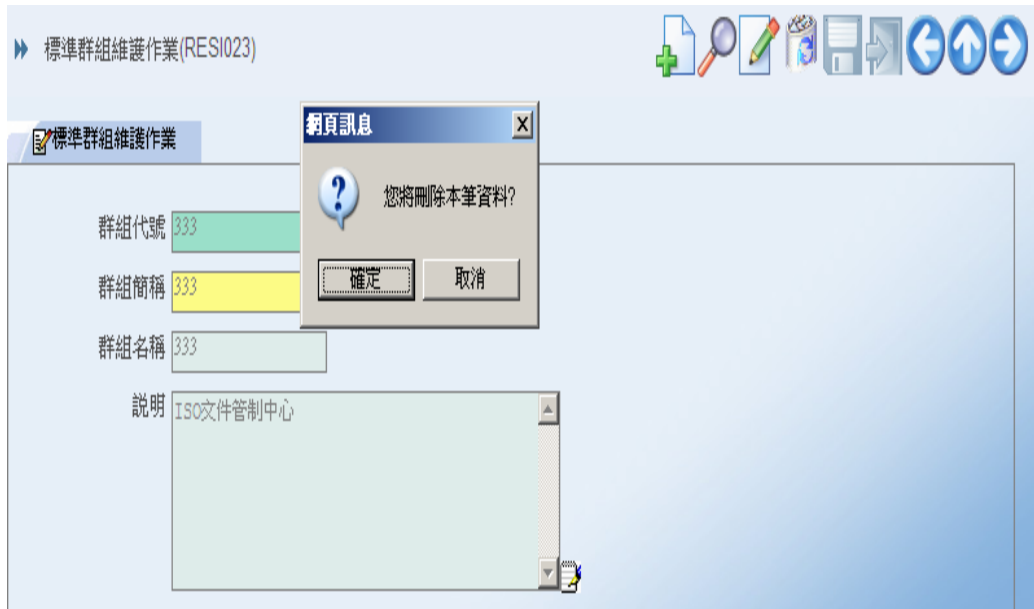 標準群組維護作業(RESI023)
標準群組維護作業
網頁訊息
您將刪除本筆資料?
確定
取消
群組代號 333
群組簡稱 333
群組名稱 333
說明 ISO文件管制中心